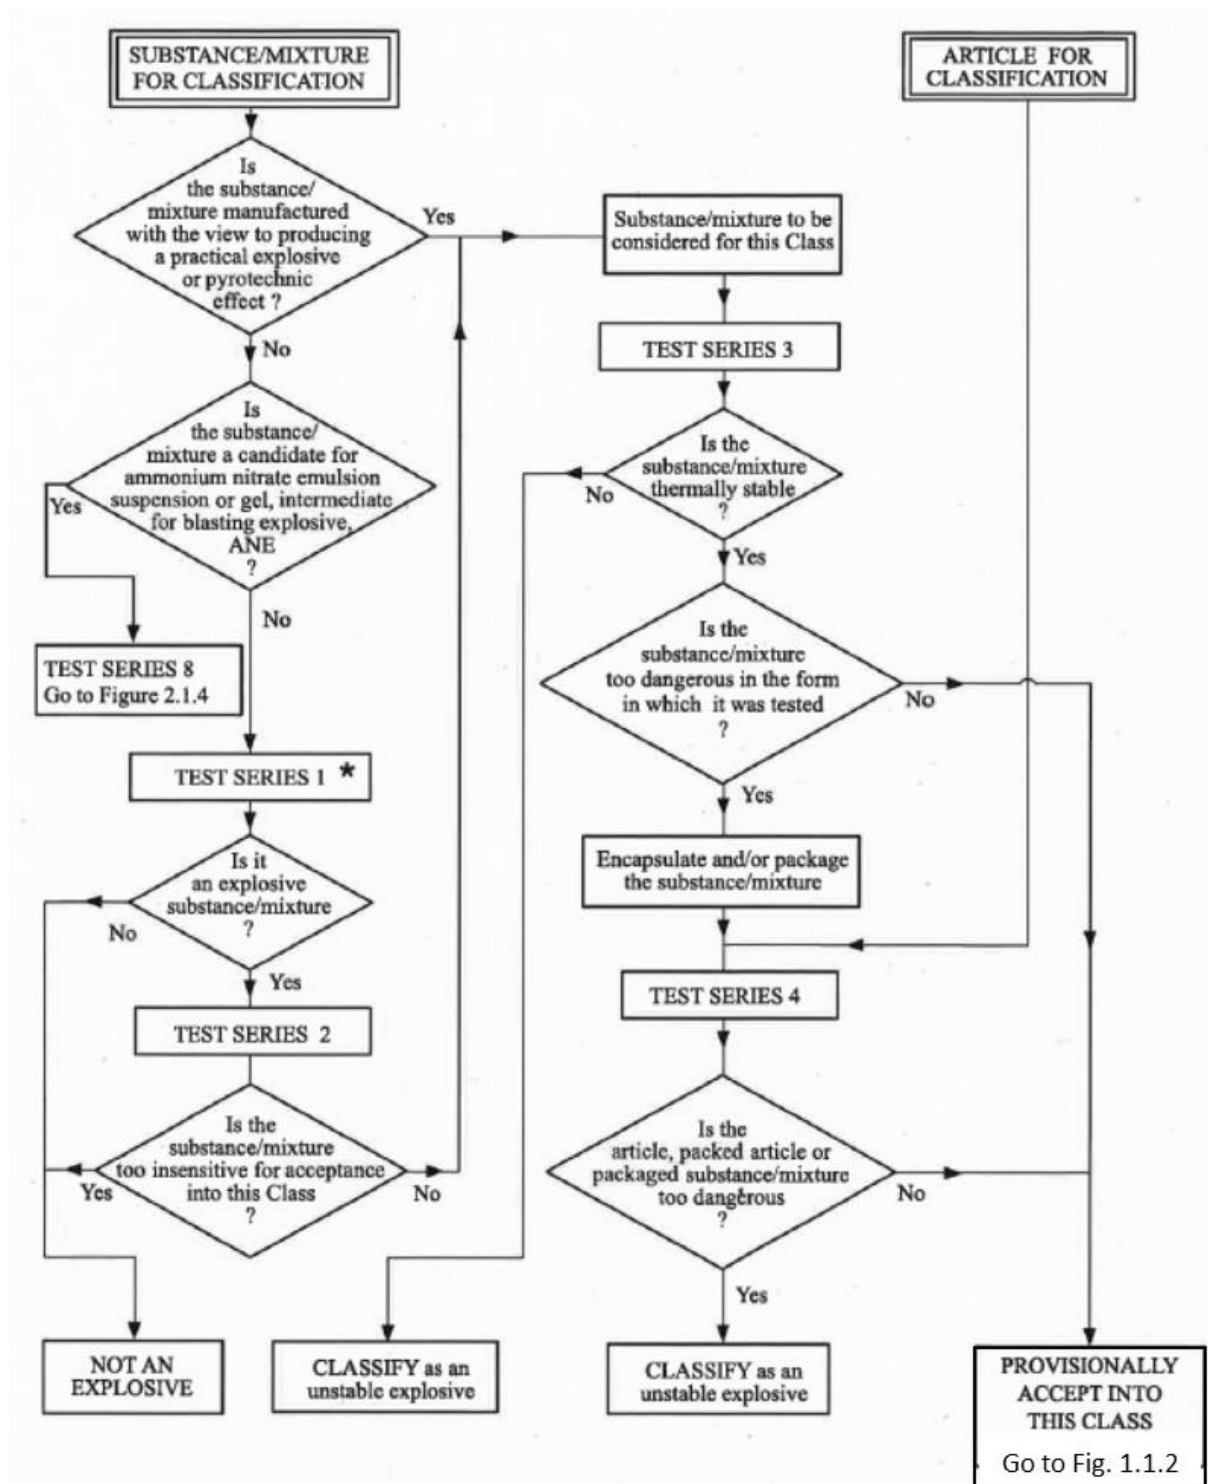 SUBSTANCE/MIXTURE
FOR CLASSIFICATION
ARTICLE FOR
CLASSIFICATION
Is
the substance/
mixture manufactured
with the view to producing
a practical explosive
or pyrotechnic
effect ?
Yes
No
Substance/mixture to be
considered for this Class
TEST SERIES 3
Is
the substance/
mixture a candidate for
ammonium nitrate emulsion
suspension or gel, intermediate
for blasting explosive,
ANE
?
Yes
No
TEST SERIES 8
Go to Figure 2.1.4
TEST SERIES 1 *
Is it
an explosive
substance/mixture
?
No
Yes
TEST SERIES 2
Is the
substance/mixture
too insensitive for acceptance
into this Class
?
Yes
No
NOT AN
EXPLOSIVE
Is the
substance/mixture
thermally stable
?
No
Yes
CLASSIFY as an
unstable explosive
Is the
substance/mixture
too dangerous in the form
in which it was tested
?
No
Yes
Encapsulate and/or package
the substance/mixture
TEST SERIES 4
Is the
article, packed article or
packaged substance/mixture
too dangerous
?
No
Yes
CLASSIFY as an
unstable explosive
PROVISIONALLY
ACCEPT INTO
THIS CLASS
Go to Fig. 1.1.2